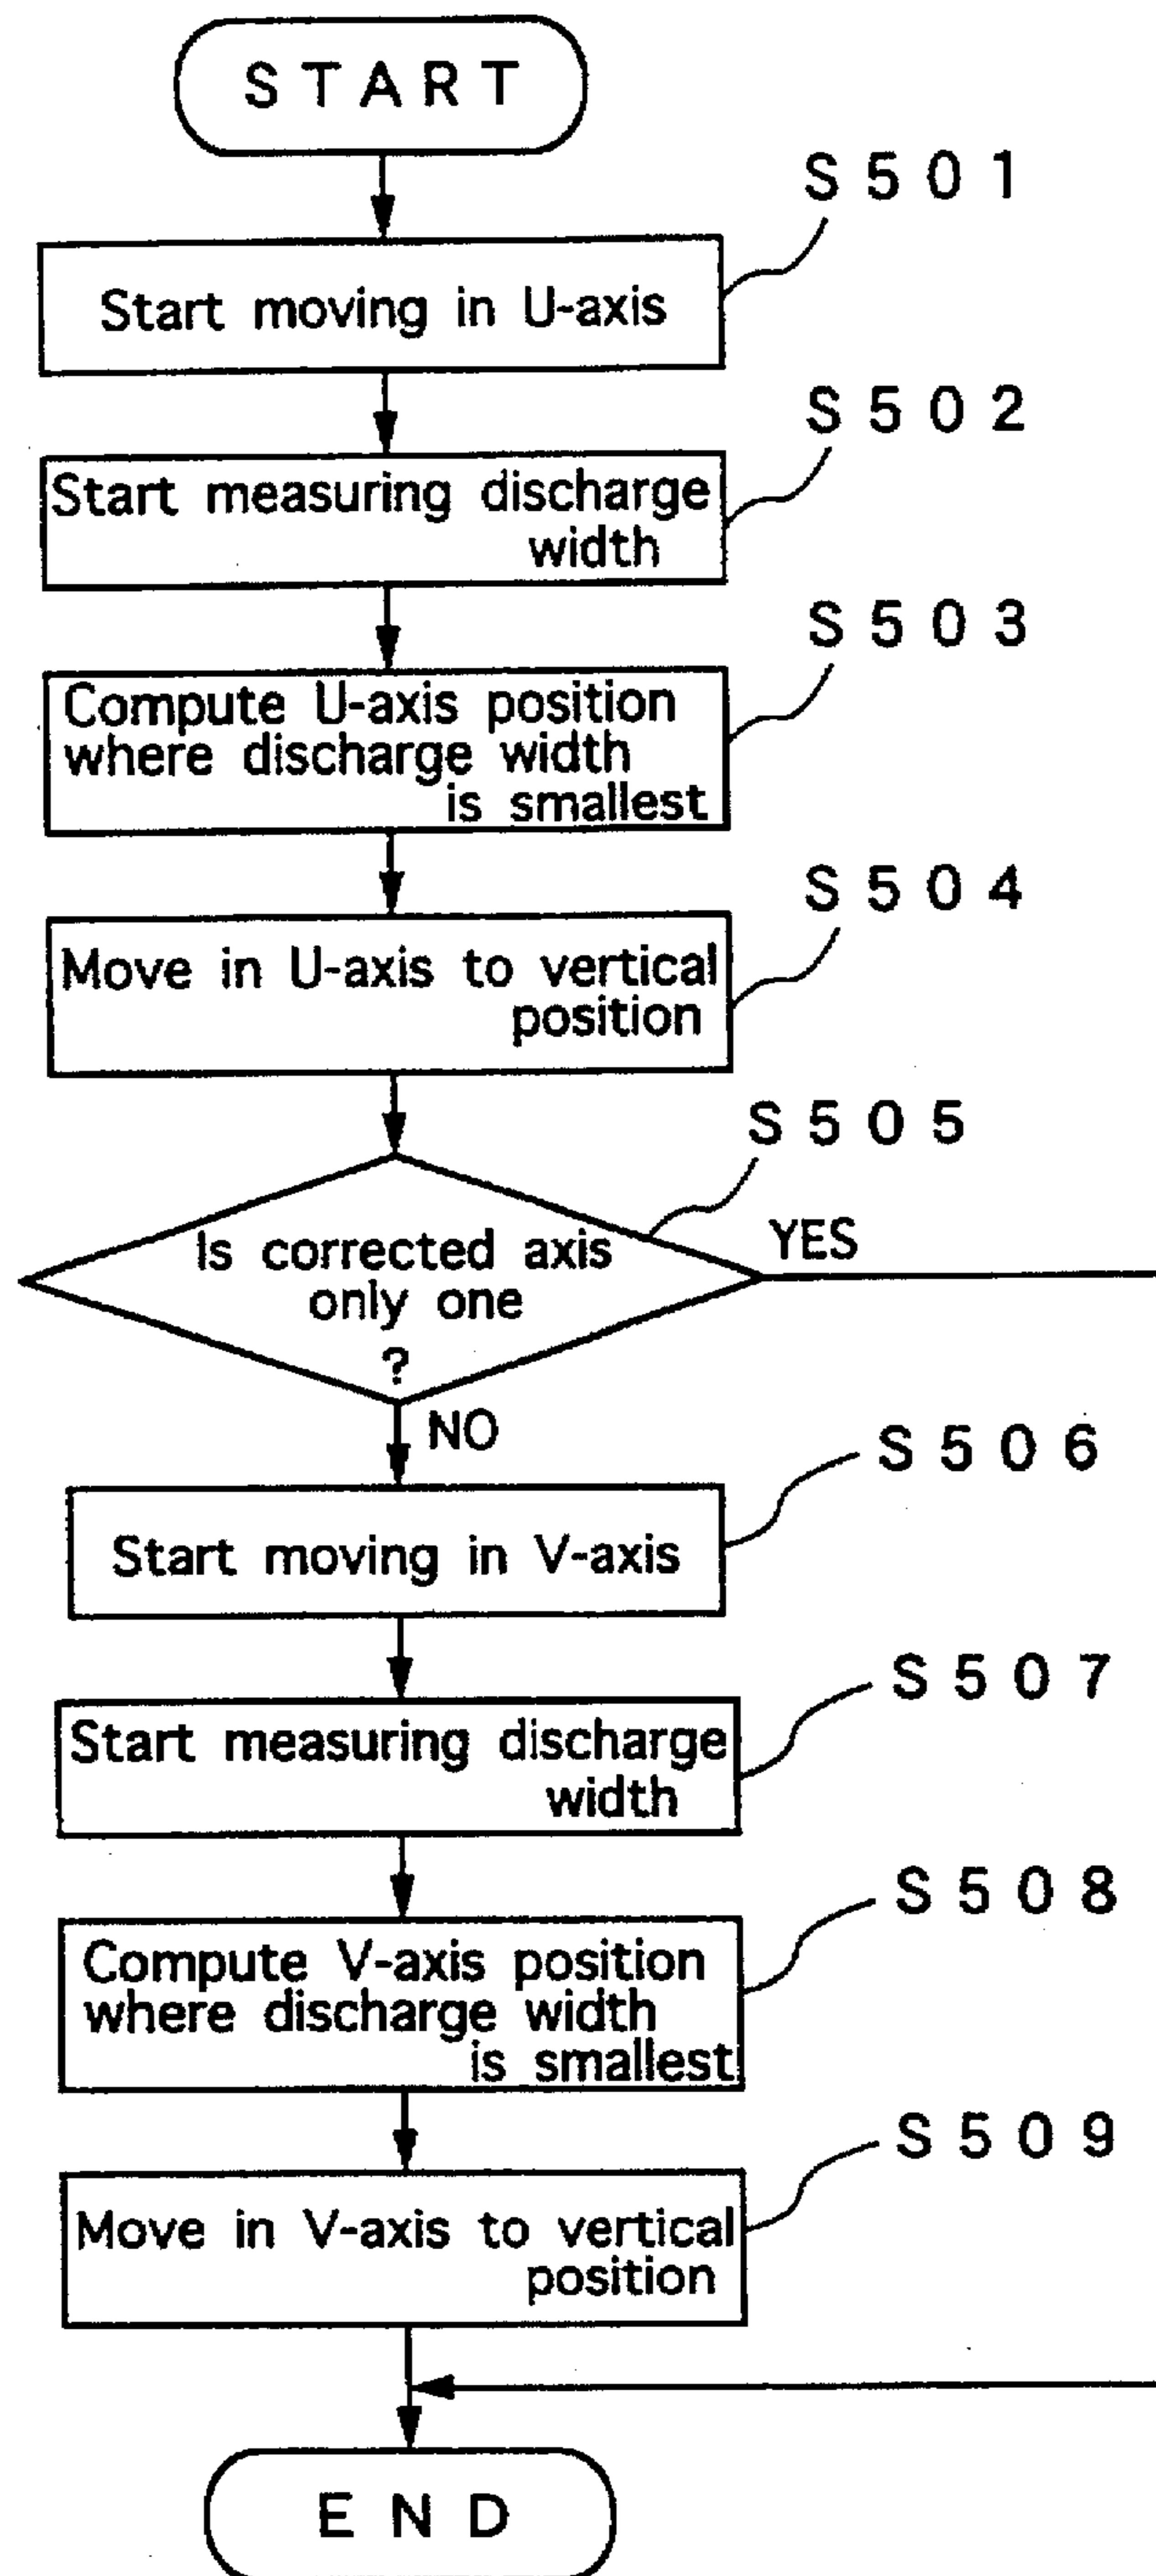 START
S501
Start moving in U-axis
S502
Start measuring discharge
width
S503
Compute U-axis position
where discharge width
is smallest
S504
Move in U-axis to vertical
position
S505
Is corrected axis
only one
?
YES
NO
S506
Start moving in V-axis
S507
Start measuring discharge
width
S508
Compute V-axis position
where discharge width
is smallest
S509
Move in V-axis to vertical
position
END